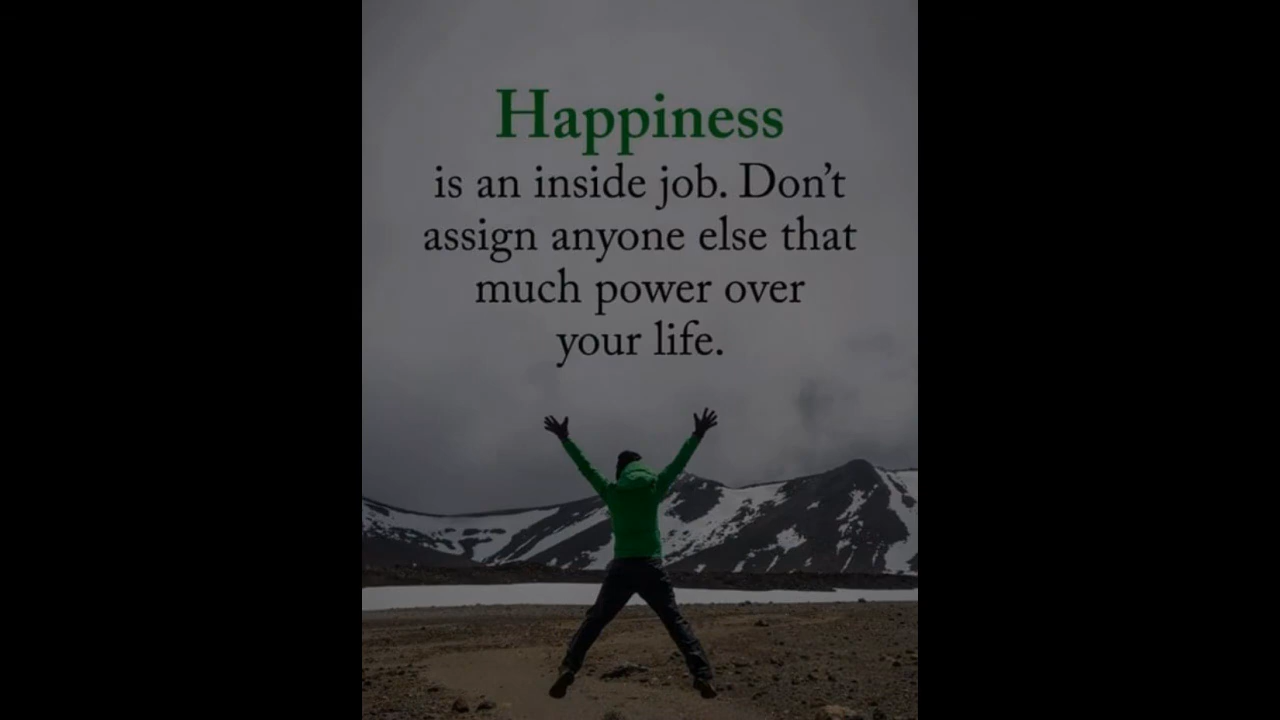 Happiness
is an inside job. Don’t
assign anyone else that
much power over
your life.